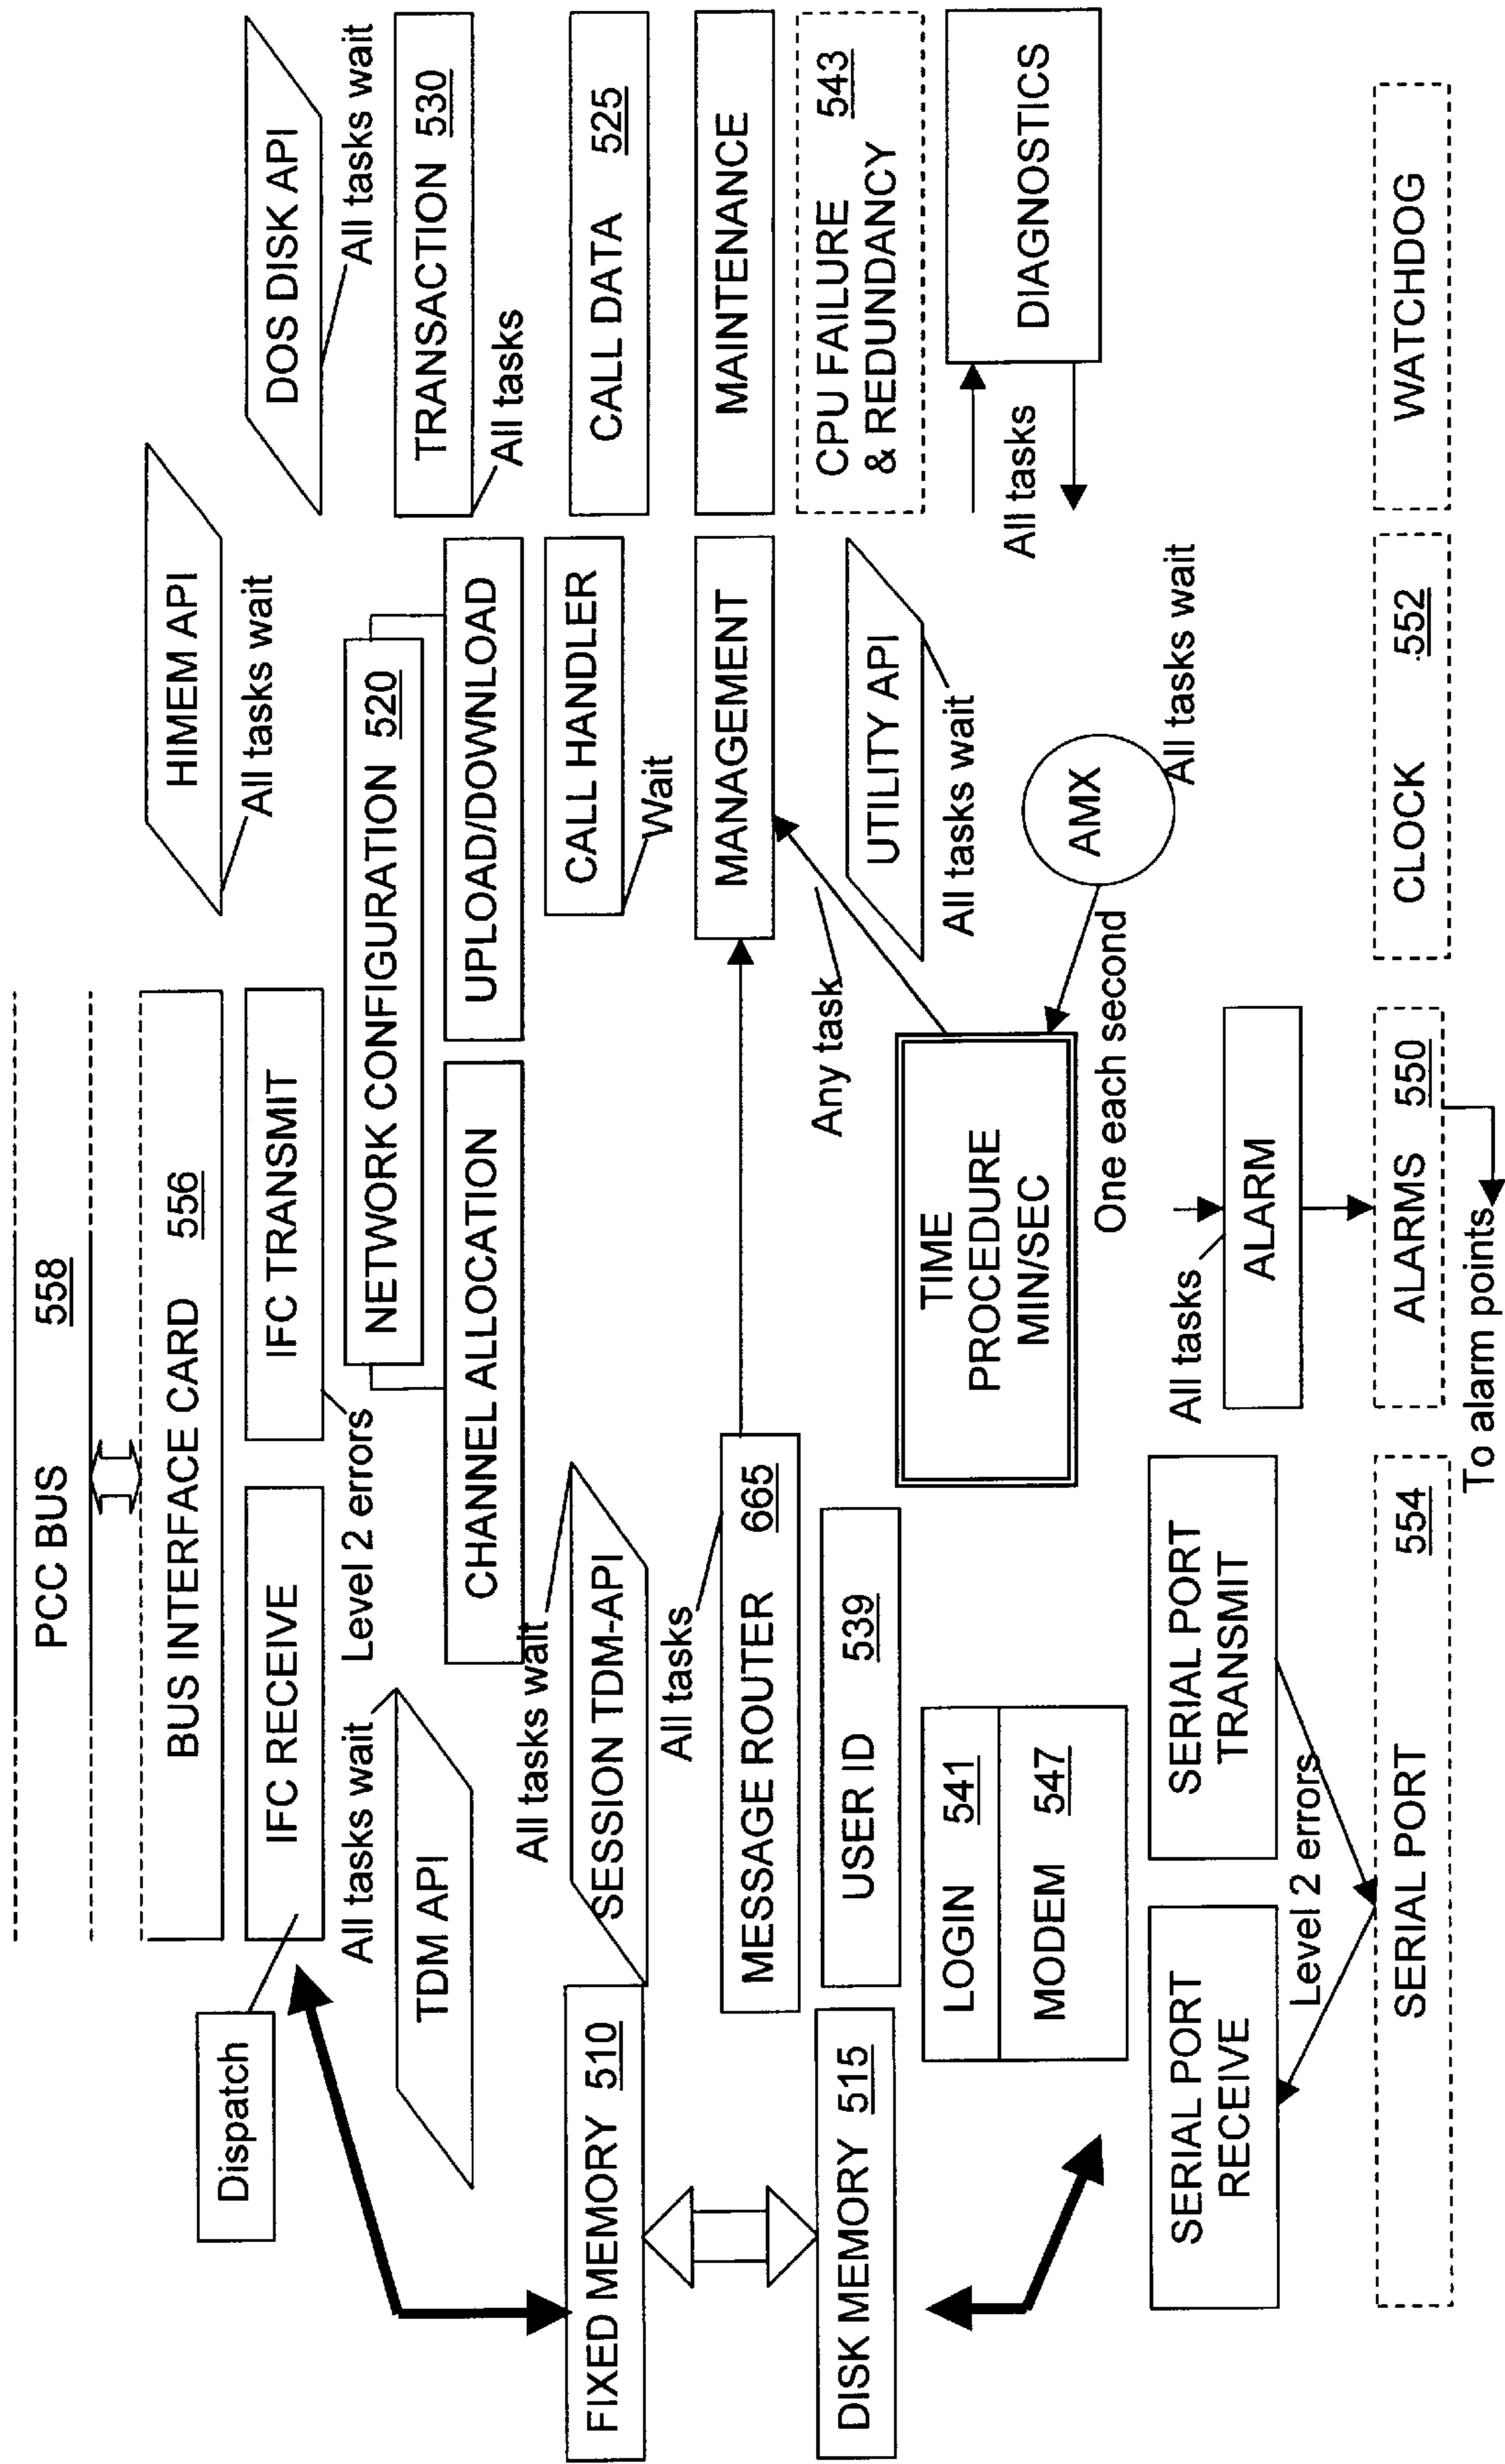 PCC BUS 558
BUS INTERFACE CARD 556
HIMEM API
All tasks wait
DOS DISK API
All tasks wait
Dispatch
IFC RECEIVE
IFC TRANSMIT
Level 2 errors
All tasks wait
TDM API
NETWORK CONFIGURATION 520
CHANNEL ALLOCATION
UPLOAD/DOWNLOAD
TRANSACTION 530
All tasks
All tasks wait
SESSION TDM-API
CALL HANDLER
Wait
CALL DATA 525
FIXED MEMORY 510
All tasks
MESSAGE ROUTER 665
MANAGEMENT
MAINTENANCE
DISK MEMORY 515
USER ID 539
Any task
UTILITY API
All tasks wait
CPU FAILURE 543
& REDUNDANCY
LOGIN 541
MODEM 547
TIME
PROCEDURE
MIN/SEC
One each second
AMX
All tasks wait
All tasks
DIAGNOSTICS
SERIAL PORT
RECEIVE
SERIAL PORT
TRANSMIT
Level 2 errors
All tasks
ALARM
SERIAL PORT 554
ALARMS 550
To alarm points
CLOCK 552
WATCHDOG